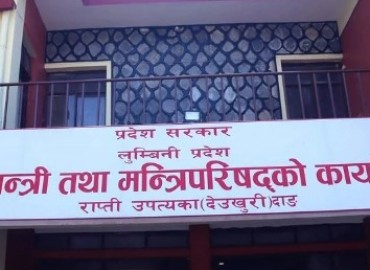 प्रदेश सरकार
लुम्बिनी प्रदेश
न्त्री तथा मन्त्रिपरिषद्को काय
राप्ती उपत्यका(देउखुरी)दाङ